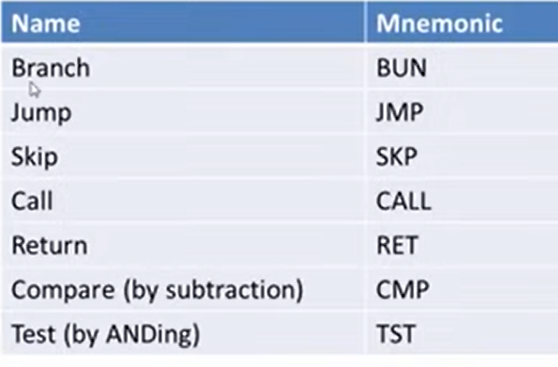 Name Mnemonic
Branch BUN
Jump JMP
Skip SKP
Call CALL
Return RET
Compare (by subtraction) CMP
Test (by ANDing) TST